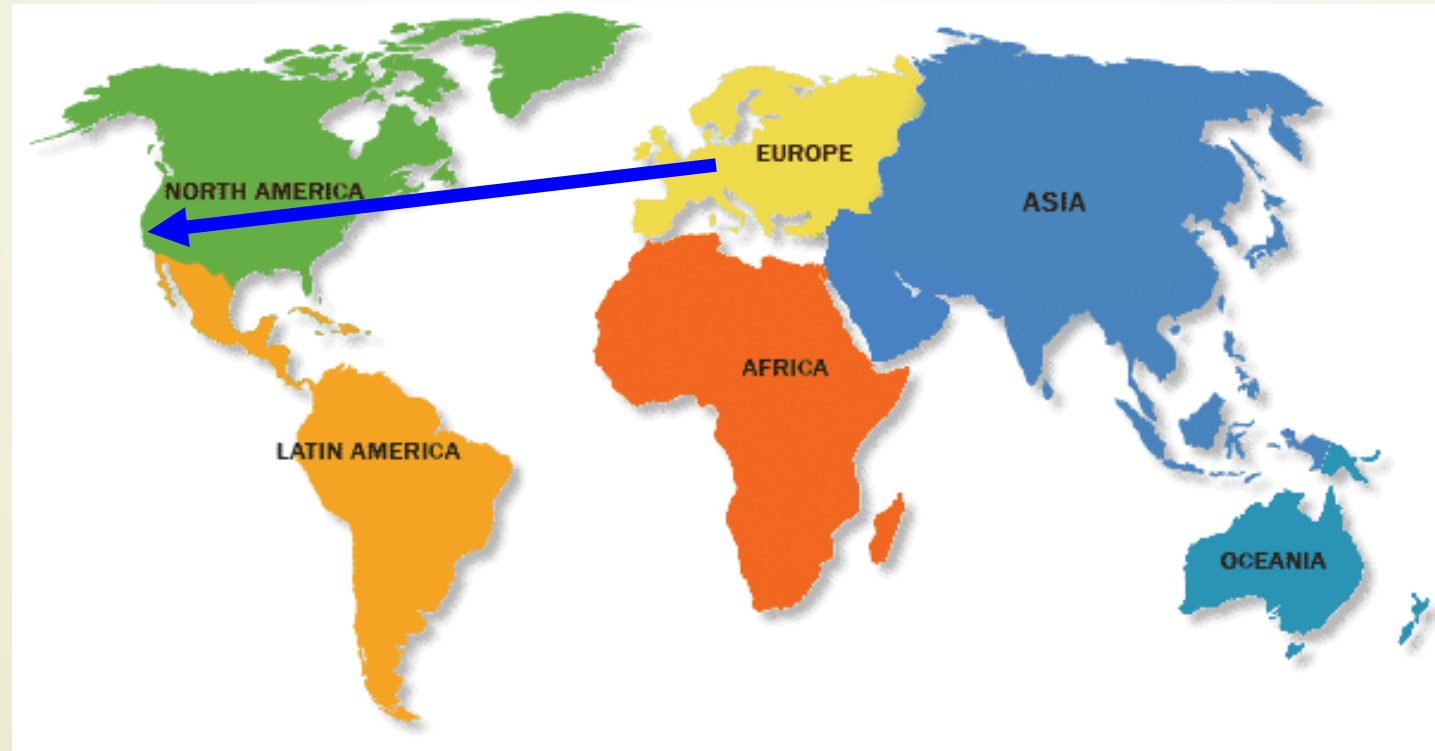 EUROPE
NORTH AMERICA
ASIA
AFRICA
LATIN AMERICA
OCEANIA